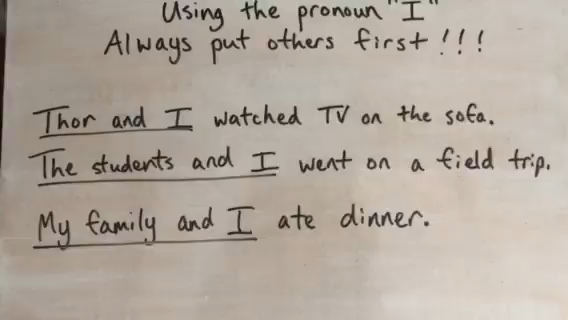 Using the pronoun "I"
Always put others first!!!
Thor and I watched TV on the sofa.
The students and I went on a field trip.
My family and I ate dinner.